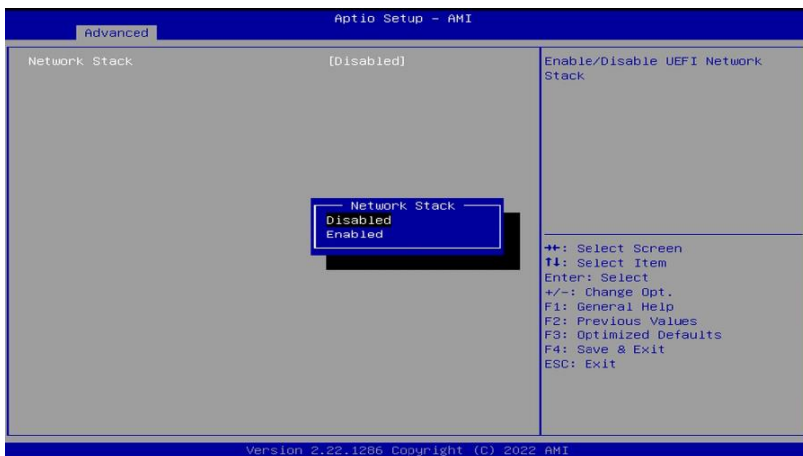 Aptio Setup – AMI
Advanced
Network Stack [Disabled]
Enable/Disable UEFI Network
Stack
Network Stack
Disabled
Enabled
→←: Select Screen
↑↓: Select Item
Enter: Select
+/-: Change Opt.
F1: General Help
F2: Previous Values
F3: Optimized Defaults
F4: Save & Exit
ESC: Exit
Version 2.22.1286 Copyright (C) 2022 AMI